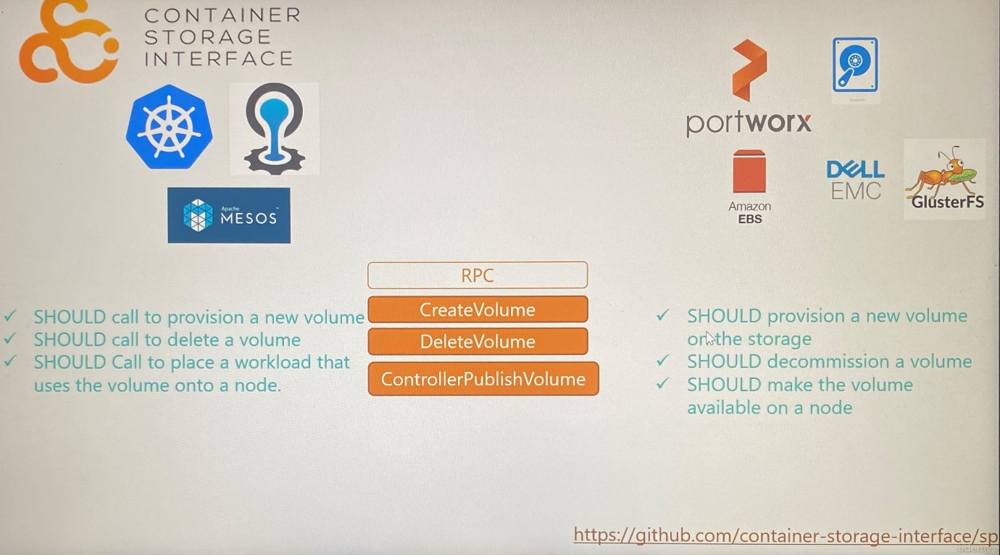 CONTAINER
STORAGE
INTERFACE
portworx
Amazon
EBS
DELL
EMC
GlusterFS
Apache
MESOS
RPC
CreateVolume
DeleteVolume
ControllerPublishVolume
✓ SHOULD call to provision a new volume
✓ SHOULD call to delete a volume
✓ SHOULD Call to place a workload that
uses the volume onto a node.
✓ SHOULD provision a new volume
on the storage
✓ SHOULD decommission a volume
✓ SHOULD make the volume
available on a node
https://github.com/container-storage-interface/sp
udemy